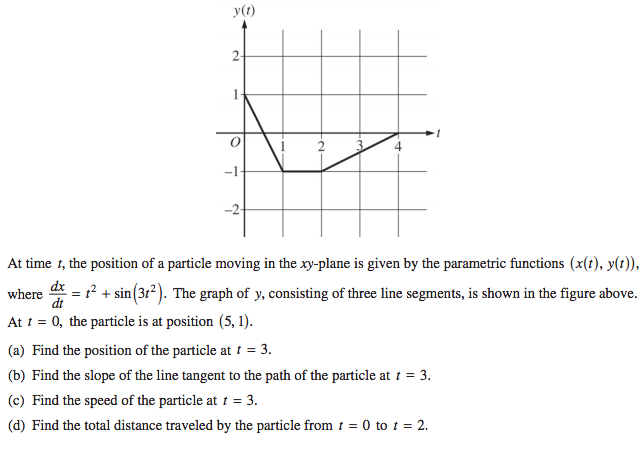 y(t)
2
1
O 1 2 3 4 t
−1
−2
At time t, the position of a particle moving in the xy-plane is given by the parametric functions (x(t), y(t)),
where dx/dt = t² + sin(3t²). The graph of y, consisting of three line segments, is shown in the figure above.
At t = 0, the particle is at position (5, 1).
(a) Find the position of the particle at t = 3.
(b) Find the slope of the line tangent to the path of the particle at t = 3.
(c) Find the speed of the particle at t = 3.
(d) Find the total distance traveled by the particle from t = 0 to t = 2.